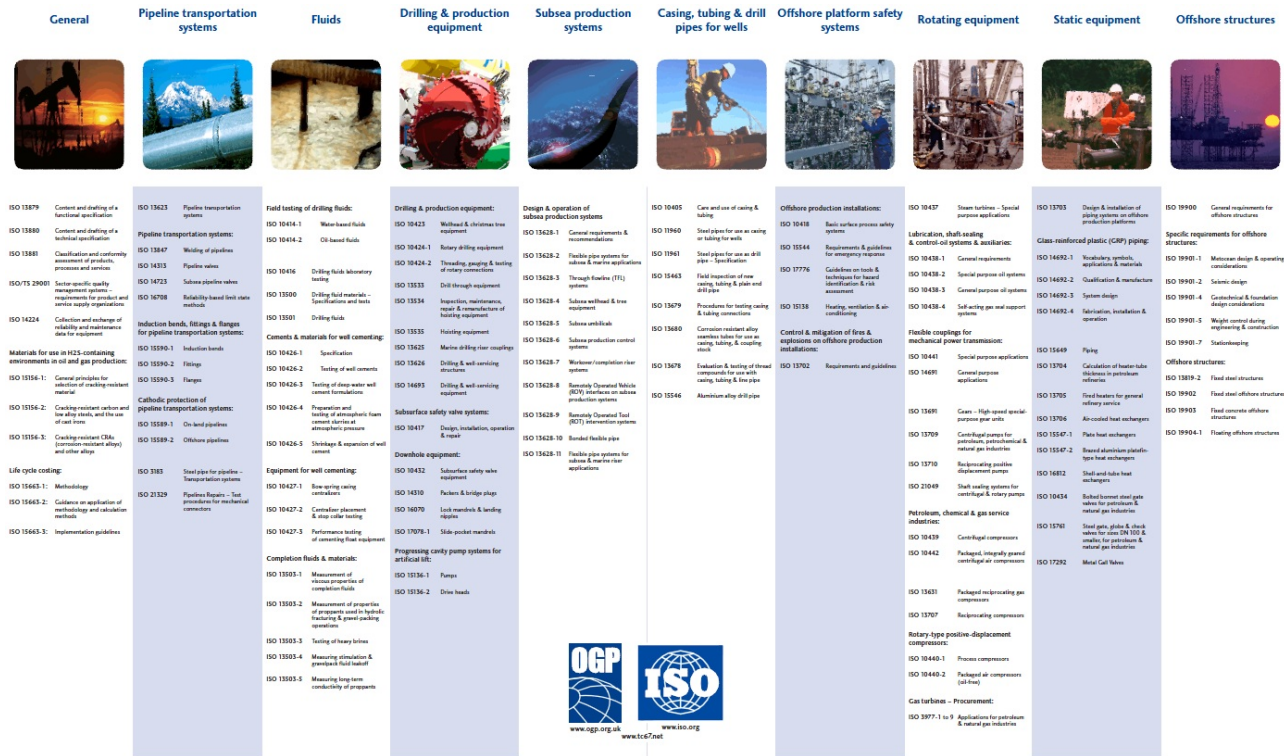 General
Pipeline transportation
systems
Fluids
Drilling & production
equipment
Subsea production
systems
Casing, tubing & drill
pipes for wells
Offshore platform safety
systems
Rotating equipment
Static equipment
Offshore structures
ISO 13879 Content and drafting of a
functional specification
ISO 13880 Content and drafting of a
technical specification
ISO 13881 Classification and conformity
assessment of products,
processes and services
ISO/TS 29001 Sector-specific quality
management systems –
requirements for product and
service supply organizations
ISO 14224 Collection and exchange of
reliability and maintenance
data for equipment
Materials for use in H2S-containing
environments in oil and gas production:
ISO 15156-1: General principles for
selection of cracking-resistant
material
ISO 15156-2: Cracking-resistant carbon and
low alloy steels, and the use
of cast irons
ISO 15156-3: Cracking-resistant CRAs
(corrosion-resistant alloys)
and other alloys
Life cycle costing:
ISO 15663-1: Methodology
ISO 15663-2: Guidance on application of
methodology and calculation
methods
ISO 15663-3: Implementation guidelines
ISO 13623 Pipeline transportation
systems
Pipeline transportation systems:
ISO 13847 Welding of pipelines
ISO 14313 Pipeline valves
ISO 14723 Subsea pipeline valves
ISO 16708 Reliability-based limit state
methods
Induction bends, fittings & flanges
for pipeline transportation systems:
ISO 15590-1 Induction bends
ISO 15590-2 Fittings
ISO 15590-3 Flanges
Cathodic protection of
pipeline transportation systems:
ISO 15589-1 On-land pipelines
ISO 15589-2 Offshore pipelines
ISO 3183 Steel pipe for pipeline –
Transportation systems
ISO 21329 Pipelines Repairs – Test
procedures for mechanical
connectors
Field testing of drilling fluids:
ISO 10414-1 Water-based fluids
ISO 10414-2 Oil-based fluids
ISO 10416 Drilling fluids laboratory
testing
ISO 13500 Drilling fluid materials –
Specifications and tests
ISO 13501 Drilling fluids
Cements & materials for well cementing:
ISO 10426-1 Specification
ISO 10426-2 Testing of well cements
ISO 10426-3 Testing of deep-water well
cement formulations
ISO 10426-4 Preparation and
testing of atmospheric foam
cement slurries at
atmospheric pressure
ISO 10426-5 Shrinkage & expansion of well
cement
Equipment for well cementing:
ISO 10427-1 Bow-spring casing
centralizers
ISO 10427-2 Centralizer placement
& stop collar testing
ISO 10427-3 Performance testing
of cementing float equipment
Completion fluids & materials:
ISO 13503-1 Measurement of
viscous properties of
completion fluids
ISO 13503-2 Measurement of properties
of proppants used in hydrolic
fracturing & gravel-packing
operations
ISO 13503-3 Testing of heavy brines
ISO 13503-4 Measuring stimulation &
gravelpack fluid leakoff
ISO 13503-5 Measuring long-term
conductivity of proppants
Drilling & production equipment:
ISO 10423 Wellhead & christmas tree
equipment
ISO 10424-1 Rotary drilling equipment
ISO 10424-2 Threading, gauging & testing
of rotary connections
ISO 13533 Drill through equipment
ISO 13534 Inspection, maintenance,
repair & remanufacture of
hoisting equipment
ISO 13535 Hoisting equipment
ISO 13625 Marine drilling riser couplings
ISO 13626 Drilling & well-servicing
structures
ISO 14693 Drilling & well-servicing
equipment
Subsurface safety valve systems:
ISO 10417 Design, installation, operation
& repair
Downhole equipment:
ISO 10432 Subsurface safety valve
equipment
ISO 14310 Packers & bridge plugs
ISO 16070 Lock mandrels & landing
nipples
ISO 17078-1 Slide-pocket mandrels
Progressing cavity pump systems for
artificial lift:
ISO 15136-1 Pumps
ISO 15136-2 Drive heads
Design & operation of
subsea production systems
ISO 13628-1 General requirements &
recommendations
ISO 13628-2 Flexible pipe systems for
subsea & marine applications
ISO 13628-3 Through flowline (TFL)
systems
ISO 13628-4 Subsea wellhead & tree
equipment
ISO 13628-5 Subsea umbilicals
ISO 13628-6 Subsea production control
systems
ISO 13628-7 Workover/completion riser
systems
ISO 13628-8 Remotely Operated Vehicle
(ROV) interfaces on subsea
production systems
ISO 13628-9 Remotely Operated Tool
(ROT) intervention systems
ISO 13628-10 Bonded flexible pipe
ISO 13628-11 Flexible pipe systems for
subsea & marine riser
applications
ISO 10405 Care and use of casing &
tubing
ISO 11960 Steel pipes for use as casing
or tubing for wells
ISO 11961 Steel pipes for use as drill
pipe – Specification
ISO 15463 Field inspection of new
casing, tubing & plain end
drill pipe
ISO 13679 Procedures for testing casing
& tubing connections
ISO 13680 Corrosion resistant alloy
seamless tubes for use as
casing, tubing, & coupling
stock
ISO 13678 Evaluation & testing of thread
compounds for use with
casing, tubing & line pipe
ISO 15546 Aluminium alloy drill pipe
Offshore production installations:
ISO 10418 Basic surface process safety
systems
ISO 15544 Requirements & guidelines
for emergency response
ISO 17776 Guidelines on tools &
techniques for hazard
identification & risk
assessment
ISO 15138 Heating, ventilation & air-
conditioning
Control & mitigation of fires &
explosions on offshore production
installations:
ISO 13702 Requirements and guidelines
ISO 10437 Steam turbines – Special
purpose applications
Lubrication, shaft-sealing
& control-oil systems & auxiliaries:
ISO 10438-1 General requirements
ISO 10438-2 Special purpose oil systems
ISO 10438-3 General purpose oil systems
ISO 10438-4 Self-acting gas seal support
systems
Flexible couplings for
mechanical power transmission:
ISO 10441 Special purpose applications
ISO 14691 General purpose
applications
ISO 13691 Gears – High-speed special-
purpose gear units
ISO 13709 Centrifugal pumps for
petroleum, petrochemical &
natural gas
ISO 13710 Reciprocating positive
displacement pumps
ISO 21049 Shaft sealing systems for
centrifugal & rotary pumps
Petroleum, chemical & gas service
industries:
ISO 10439 Centrifugal compressors
ISO 10442 Packaged, integrally geared
centrifugal air compressors
ISO 13631 Packaged reciprocating gas
compressors
ISO 13707 Reciprocating compressors
Rotary-type positive-displacement
compressors:
ISO 10440-1 Process compressors
ISO 10440-2 Packaged air compressors
(oil-free)
Gas turbines – Procurement:
ISO 3977-1 to 9 Applications for petroleum
& natural gas industries
ISO 13703 Design & installation of
piping systems on offshore
production platforms
Glass-reinforced plastic (GRP) piping:
ISO 14692-1 Vocabulary, symbols,
applications & materials
ISO 14692-2 Qualification & manufacture
ISO 14692-3 System design
ISO 14692-4 Fabrication, installation &
operation
ISO 15649 Piping
ISO 13704 Calculation of heater-tube
thickness in petroleum
refineries
ISO 13705 Fired heaters for general
refinery service
ISO 13706 Air-cooled heat exchangers
ISO 15547-1 Plate heat exchangers
ISO 15547-2 Brazed aluminium platefin-
type heat exchangers
ISO 16812 Shell-and-tube heat
exchangers
ISO 10434 Bolted bonnet steel gate
valves for petroleum &
natural gas industries
ISO 15761 Steel gate, globe & check
valves for sizes DN 100 &
smaller, for petroleum &
natural gas industries
ISO 17292 Metal Gall Valves
ISO 19900 General requirements for
offshore structures
Specific requirements for offshore
structures:
ISO 19901-1 Metocean design & operating
considerations
ISO 19901-2 Seismic design
ISO 19901-4 Geotechnical & foundation
design considerations
ISO 19901-5 Weight control during
engineering & construction
ISO 19901-7 Stationkeeping
Offshore structures:
ISO 13819-2 Fixed steel structures
ISO 19902 Fixed steel offshore structures
ISO 19903 Fixed concrete offshore
structures
ISO 19904-1 Floating offshore structures
OGP
www.ogp.org.uk
ISO
www.iso.org
www.tc67.net